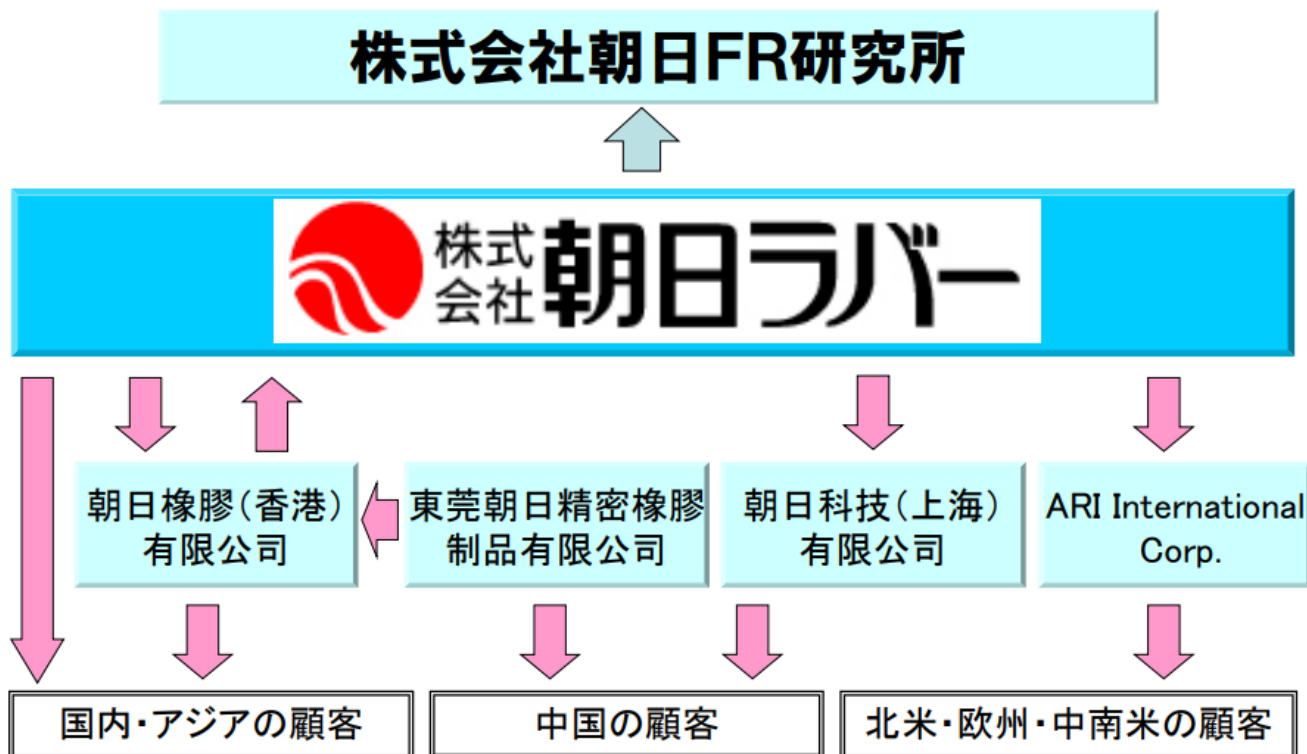 株式会社朝日FR研究所
株式会社朝日ラバー
朝日橡膠（香港）
有限公司
東莞朝日精密橡膠
制品有限公司
朝日科技（上海）
有限公司
ARI International
Corp.
国内・アジアの顧客
中国の顧客
北米・欧州・中南米の顧客